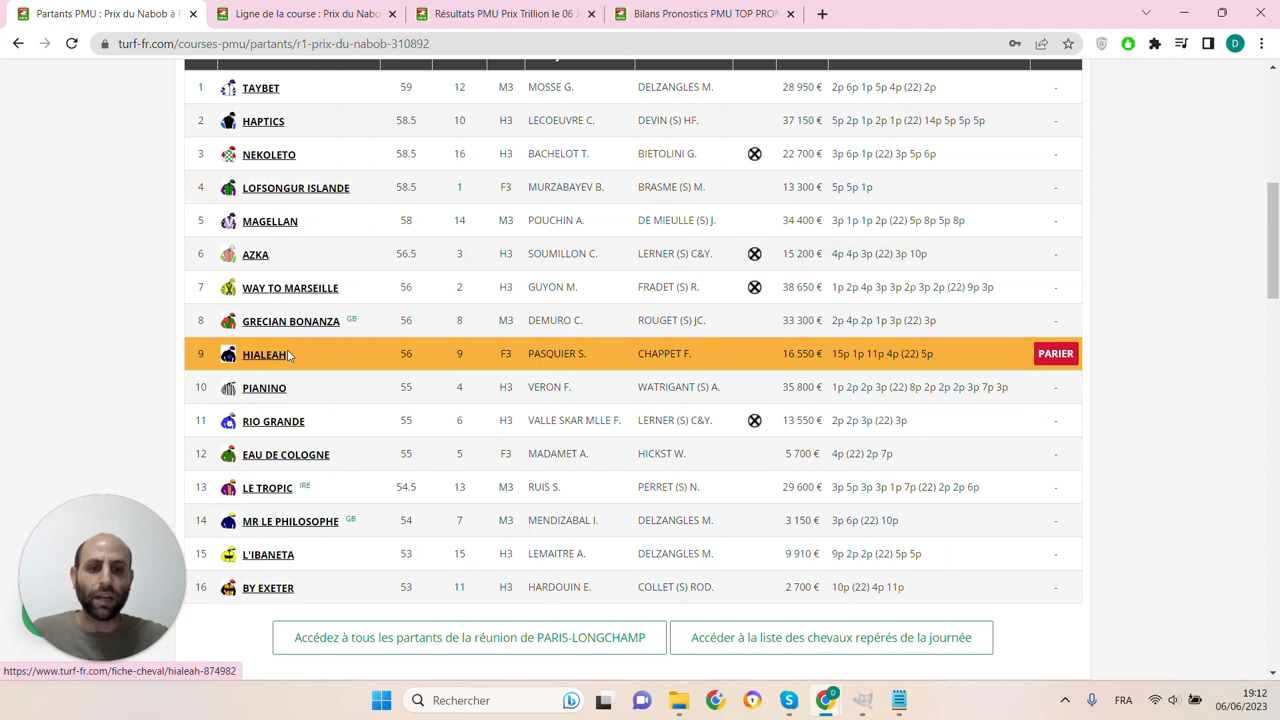 Partants PMU : Prix du Nabob à P
Ligne de la course : Prix du Nabo
Résultats PMU Prix Trillion le 06 J
Bilans Pronostics PMU TOP PRON
turf-fr.com/courses-pmu/partants/r1-prix-du-nabob-310892
D
1 TAYBET 59 12 M3 MOSSE G. DELZANGLES M. 28 950 € 2p 6p 1p 5p 4p (22) 2p -
2 HAPTICS 58.5 10 H3 LECOEUVRE C. DEVIN (S) HF. 37 150 € 5p 2p 1p 2p 1p (22) 14p 5p 5p 5p -
3 NEKOLETO 58.5 16 H3 BACHELOT T. BIETOLINI G. 22 700 € 3p 6p 1p (22) 3p 5p 6p -
4 LOFSONGUR ISLANDE 58.5 1 F3 MURZABAYEV B. BRASME (S) M. 13 300 € 5p 5p 1p -
5 MAGELLAN 58 14 M3 POUCHIN A. DE MIEULLE (S) J. 34 400 € 3p 1p 1p 2p (22) 5p 8p 5p 8p -
6 AZKA 56.5 3 H3 SOUMILLON C. LERNER (S) C&Y. 15 200 € 4p 4p 3p (22) 3p 10p -
7 WAY TO MARSEILLE 56 2 H3 GUYON M. FRADET (S) R. 38 650 € 1p 2p 4p 3p 3p 2p 3p 2p (22) 9p 3p -
8 GRECIAN BONANZA GB 56 8 M3 DEMURO C. ROUGET (S) JC. 33 300 € 2p 4p 2p 1p 3p (22) 3p -
9 HIALEAH 56 9 F3 PASQUIER S. CHAPPET F. 16 550 € 15p 1p 11p 4p (22) 5p PARIER
10 PIANINO 55 4 H3 VERON F. WATRIGANT (S) A. 35 800 € 1p 2p 2p 3p (22) 8p 2p 2p 2p 3p 7p 3p -
11 RIO GRANDE 55 6 H3 VALLE SKAR MLLE F. LERNER (S) C&Y. 13 550 € 2p 2p 3p (22) 3p -
12 EAU DE COLOGNE 55 5 F3 MADAMET A. HICKST W. 5 700 € 4p (22) 2p 7p -
13 LE TROPIC IRE 54.5 13 M3 RUIS S. PERRET (S) N. 29 600 € 3p 5p 3p 3p 1p 7p (22) 2p 2p 6p -
14 MR LE PHILOSOPHE GB 54 7 M3 MENDIZABAL I. DELZANGLES M. 3 150 € 3p 6p (22) 10p -
15 L'IBANETA 53 15 H3 LEMAITRE A. DELZANGLES M. 9 910 € 9p 2p 2p (22) 5p 5p -
16 BY EXETER 53 11 H3 HARDOUIN E. COLLET (S) ROD. 2 700 € 10p (22) 4p 11p -
Accédez à tous les partants de la réunion de PARIS-LONGCHAMP
Accéder à la liste des chevaux repérés de la journée
https://www.turf-fr.com/fiche-cheval/hialeah-874982
Rechercher
FRA
19:12
06/06/2023